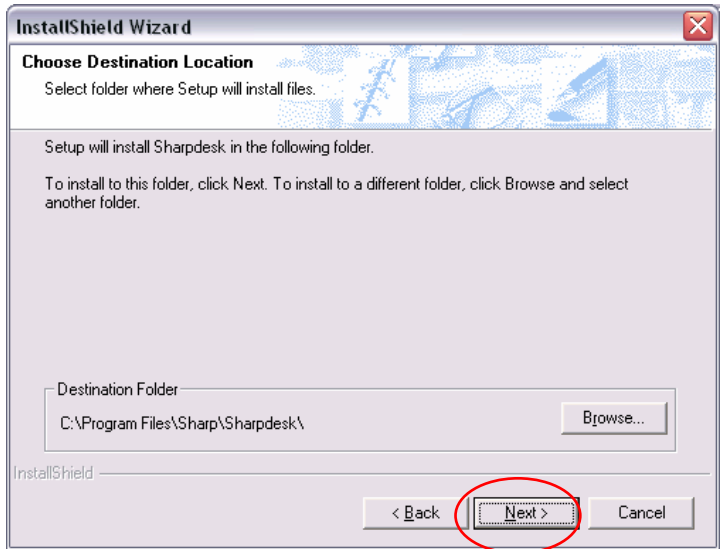 InstallShield Wizard
Choose Destination Location
Select folder where Setup will install files.
Setup will install Sharpdesk in the following folder.
To install to this folder, click Next. To install to a different folder, click Browse and select
another folder.
Destination Folder
C:\Program Files\Sharp\Sharpdesk\
Browse...
InstallShield
< Back
Next >
Cancel